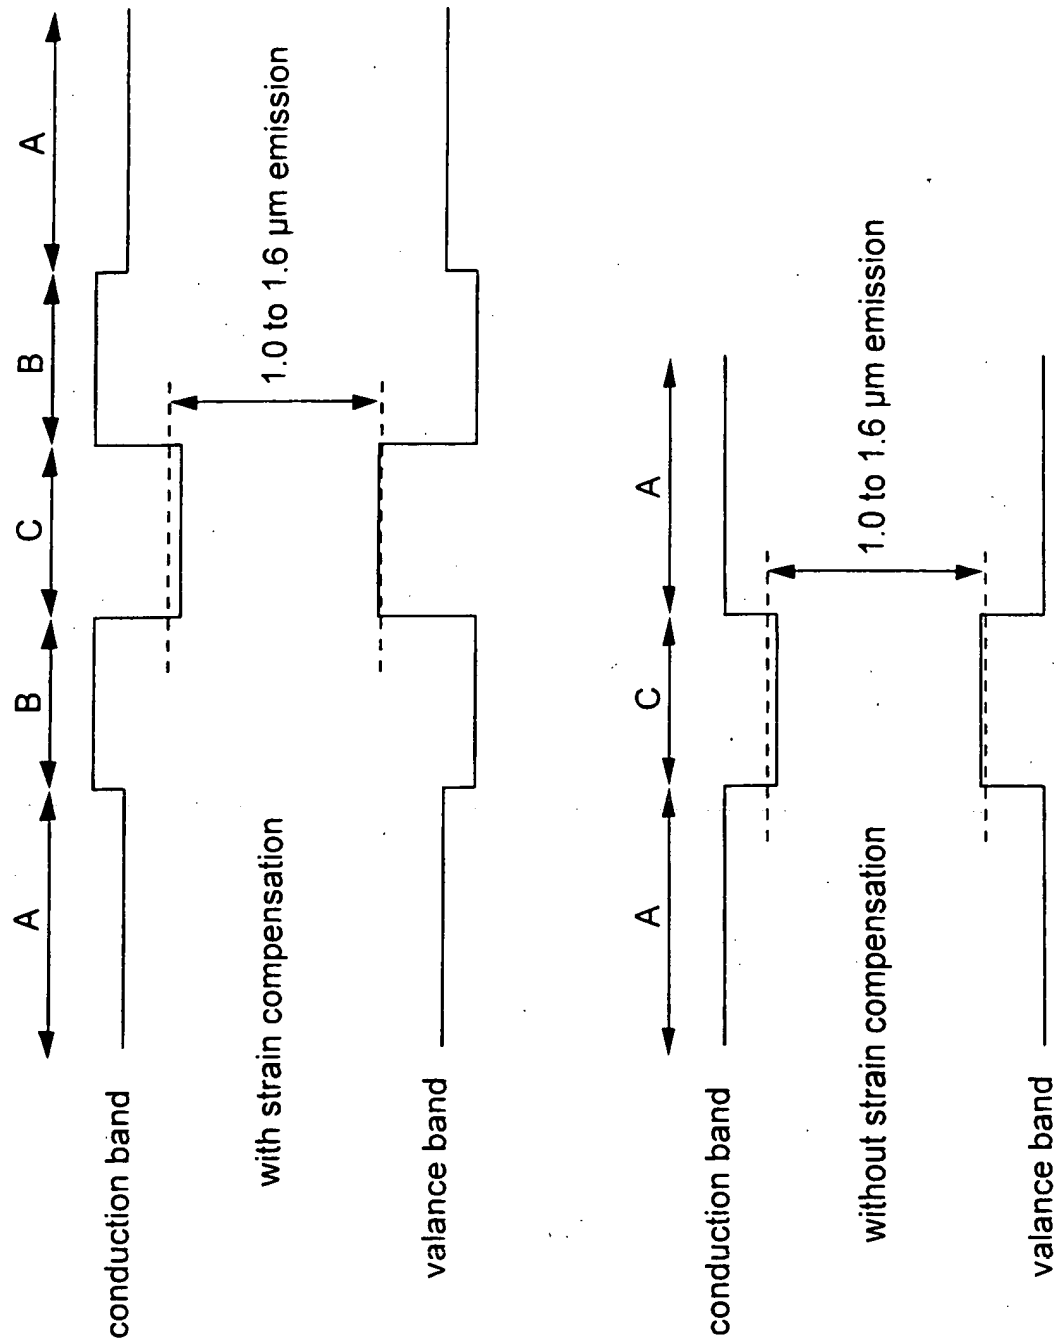 A
B
C
B
A
conduction band
1.0 to 1.6 µm emission
with strain compensation
valance band
A
C
A
conduction band
1.0 to 1.6 µm emission
without strain compensation
valance band